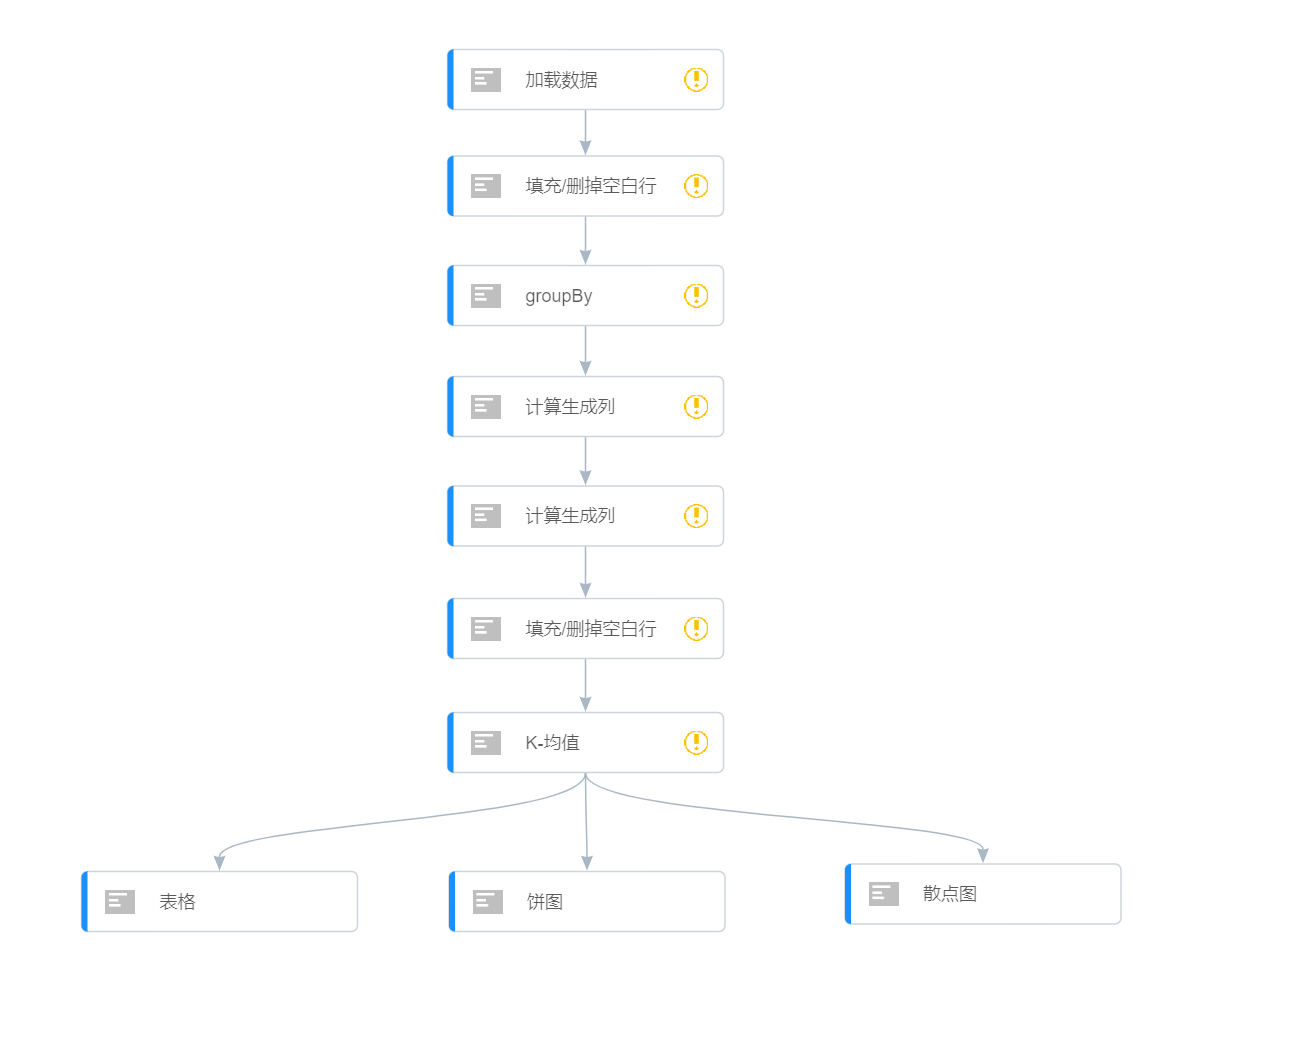 加载数据
填充/删掉空白行
groupBy
计算生成列
计算生成列
填充/删掉空白行
K-均值
表格
饼图
散点图